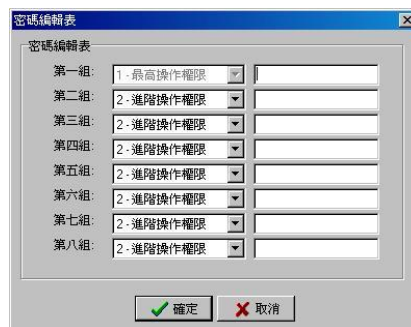 密碼編輯表
密碼編輯表
第一組: 1 - 最高操作權限
第二組: 2 - 進階操作權限
第三組: 2 - 進階操作權限
第四組: 2 - 進階操作權限
第五組: 2 - 進階操作權限
第六組: 2 - 進階操作權限
第七組: 2 - 進階操作權限
第八組: 2 - 進階操作權限
確定 取消